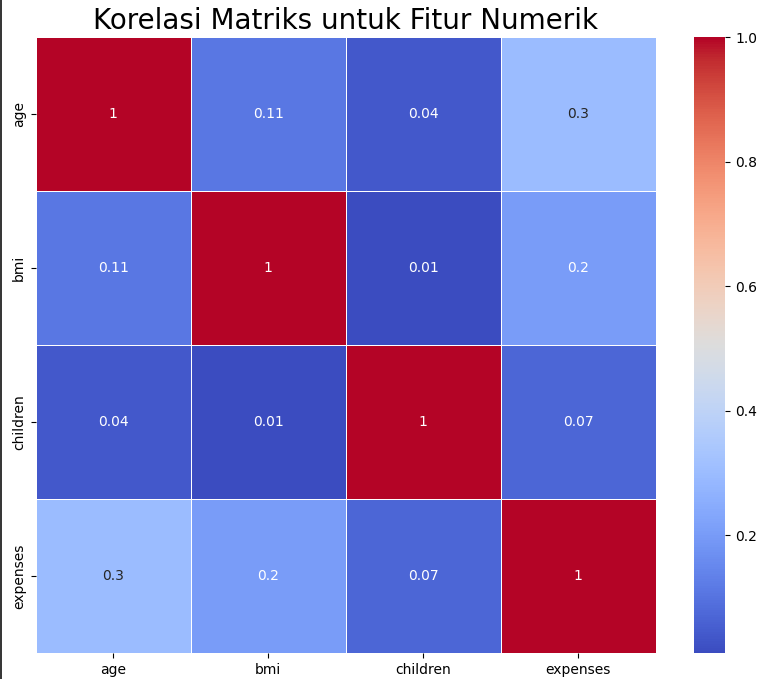 Korelasi Matriks untuk Fitur Numerik
age 1 0.11 0.04 0.3
bmi 0.11 1 0.01 0.2
children 0.04 0.01 1 0.07
expenses 0.3 0.2 0.07 1
age bmi children expenses
1.0
0.8
0.6
0.4
0.2